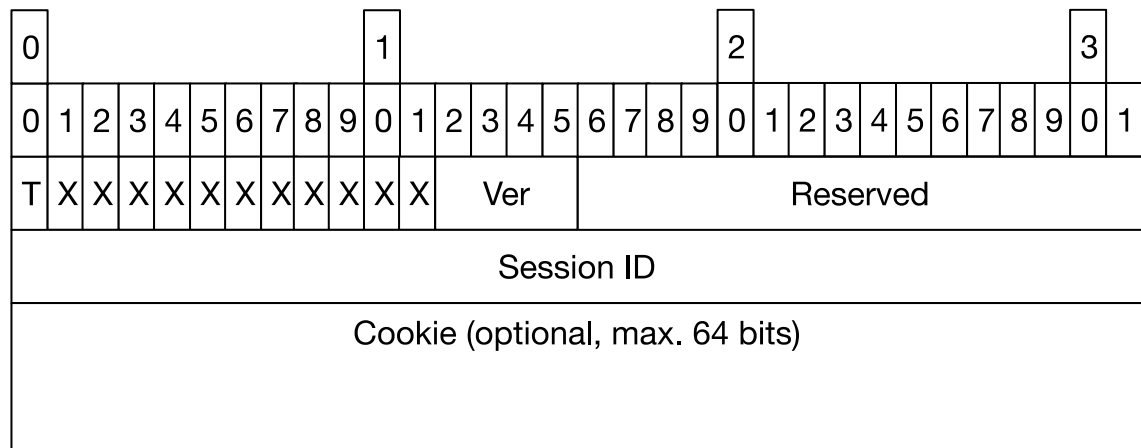 0 1 2 3
0 1 2 3 4 5 6 7 8 9 0 1 2 3 4 5 6 7 8 9 0 1 2 3 4 5 6 7 8 9 0 1
T X X X X X X X X X X X Ver Reserved
Session ID
Cookie (optional, max. 64 bits)